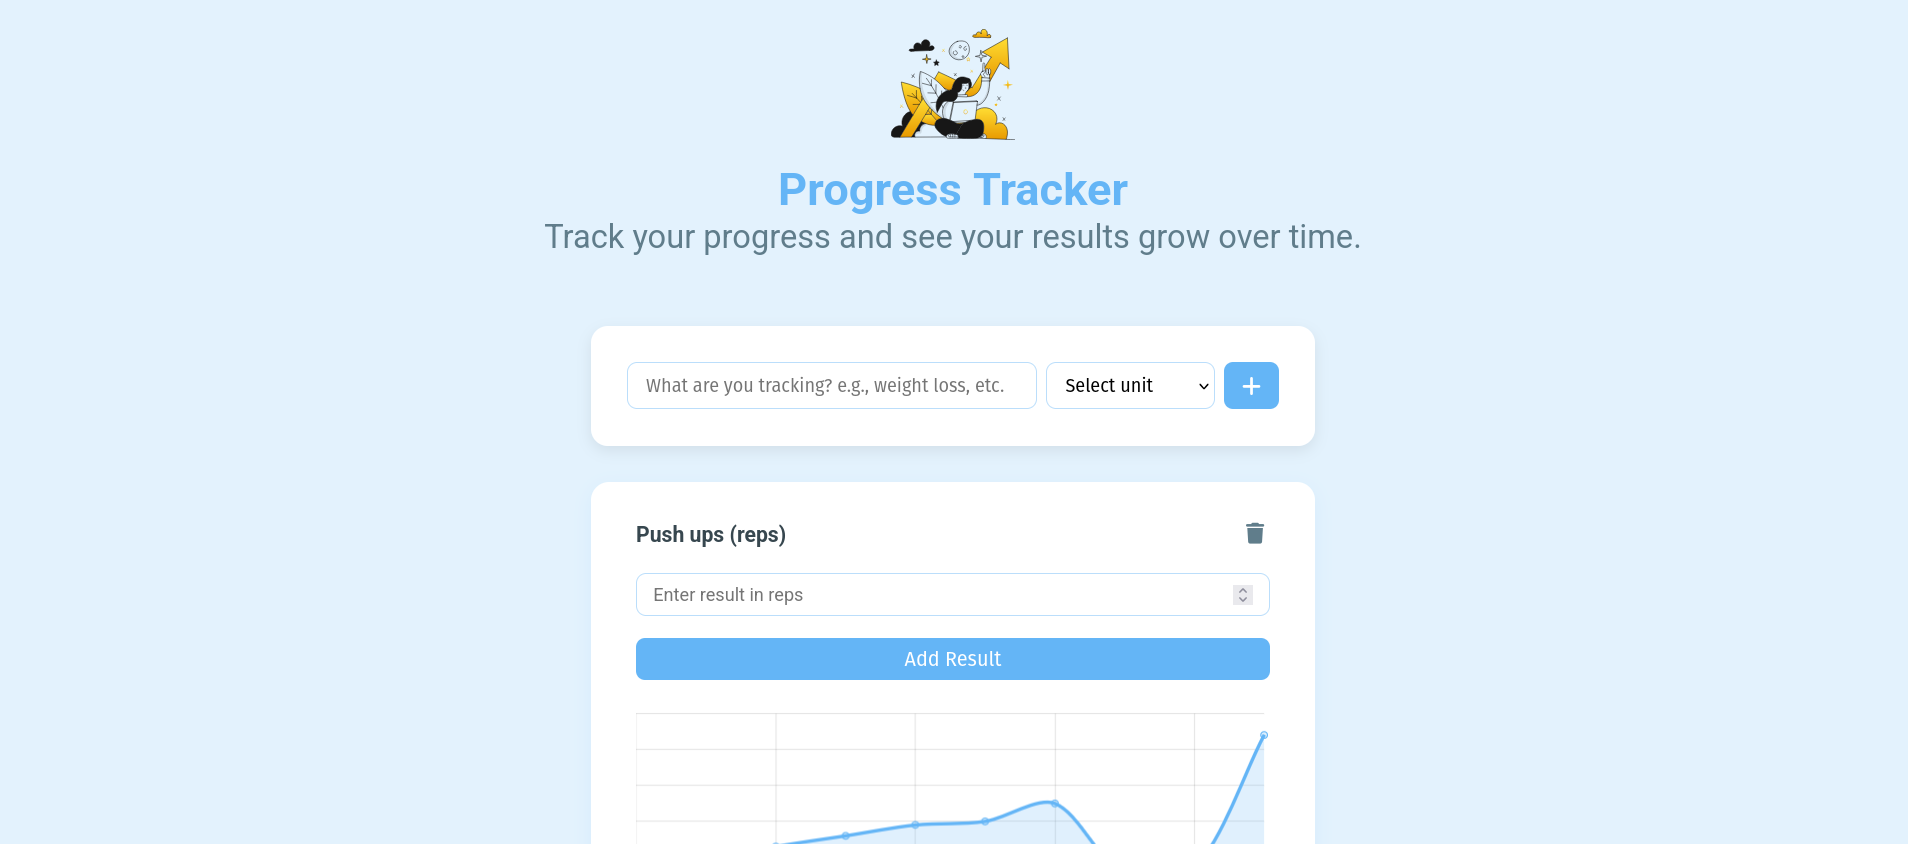 Progress Tracker
Track your progress and see your results grow over time.
What are you tracking? e.g., weight loss, etc.
Select unit
+
Push ups (reps)
Enter result in reps
Add Result